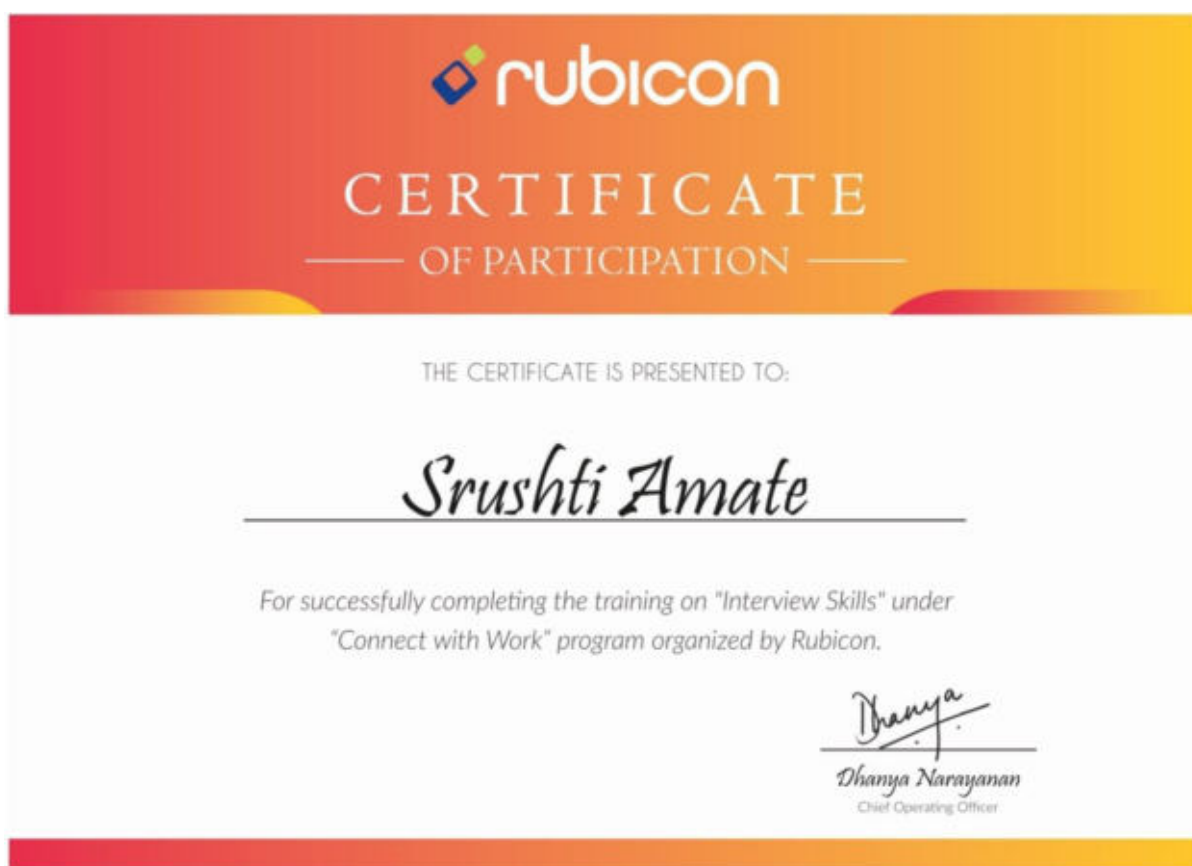 rubicon
CERTIFICATE
OF PARTICIPATION
THE CERTIFICATE IS PRESENTED TO:
Srushti Amate
For successfully completing the training on "Interview Skills" under
"Connect with Work" program organized by Rubicon.
Dhanya
Dhanya Narayanan
Chief Operating Officer